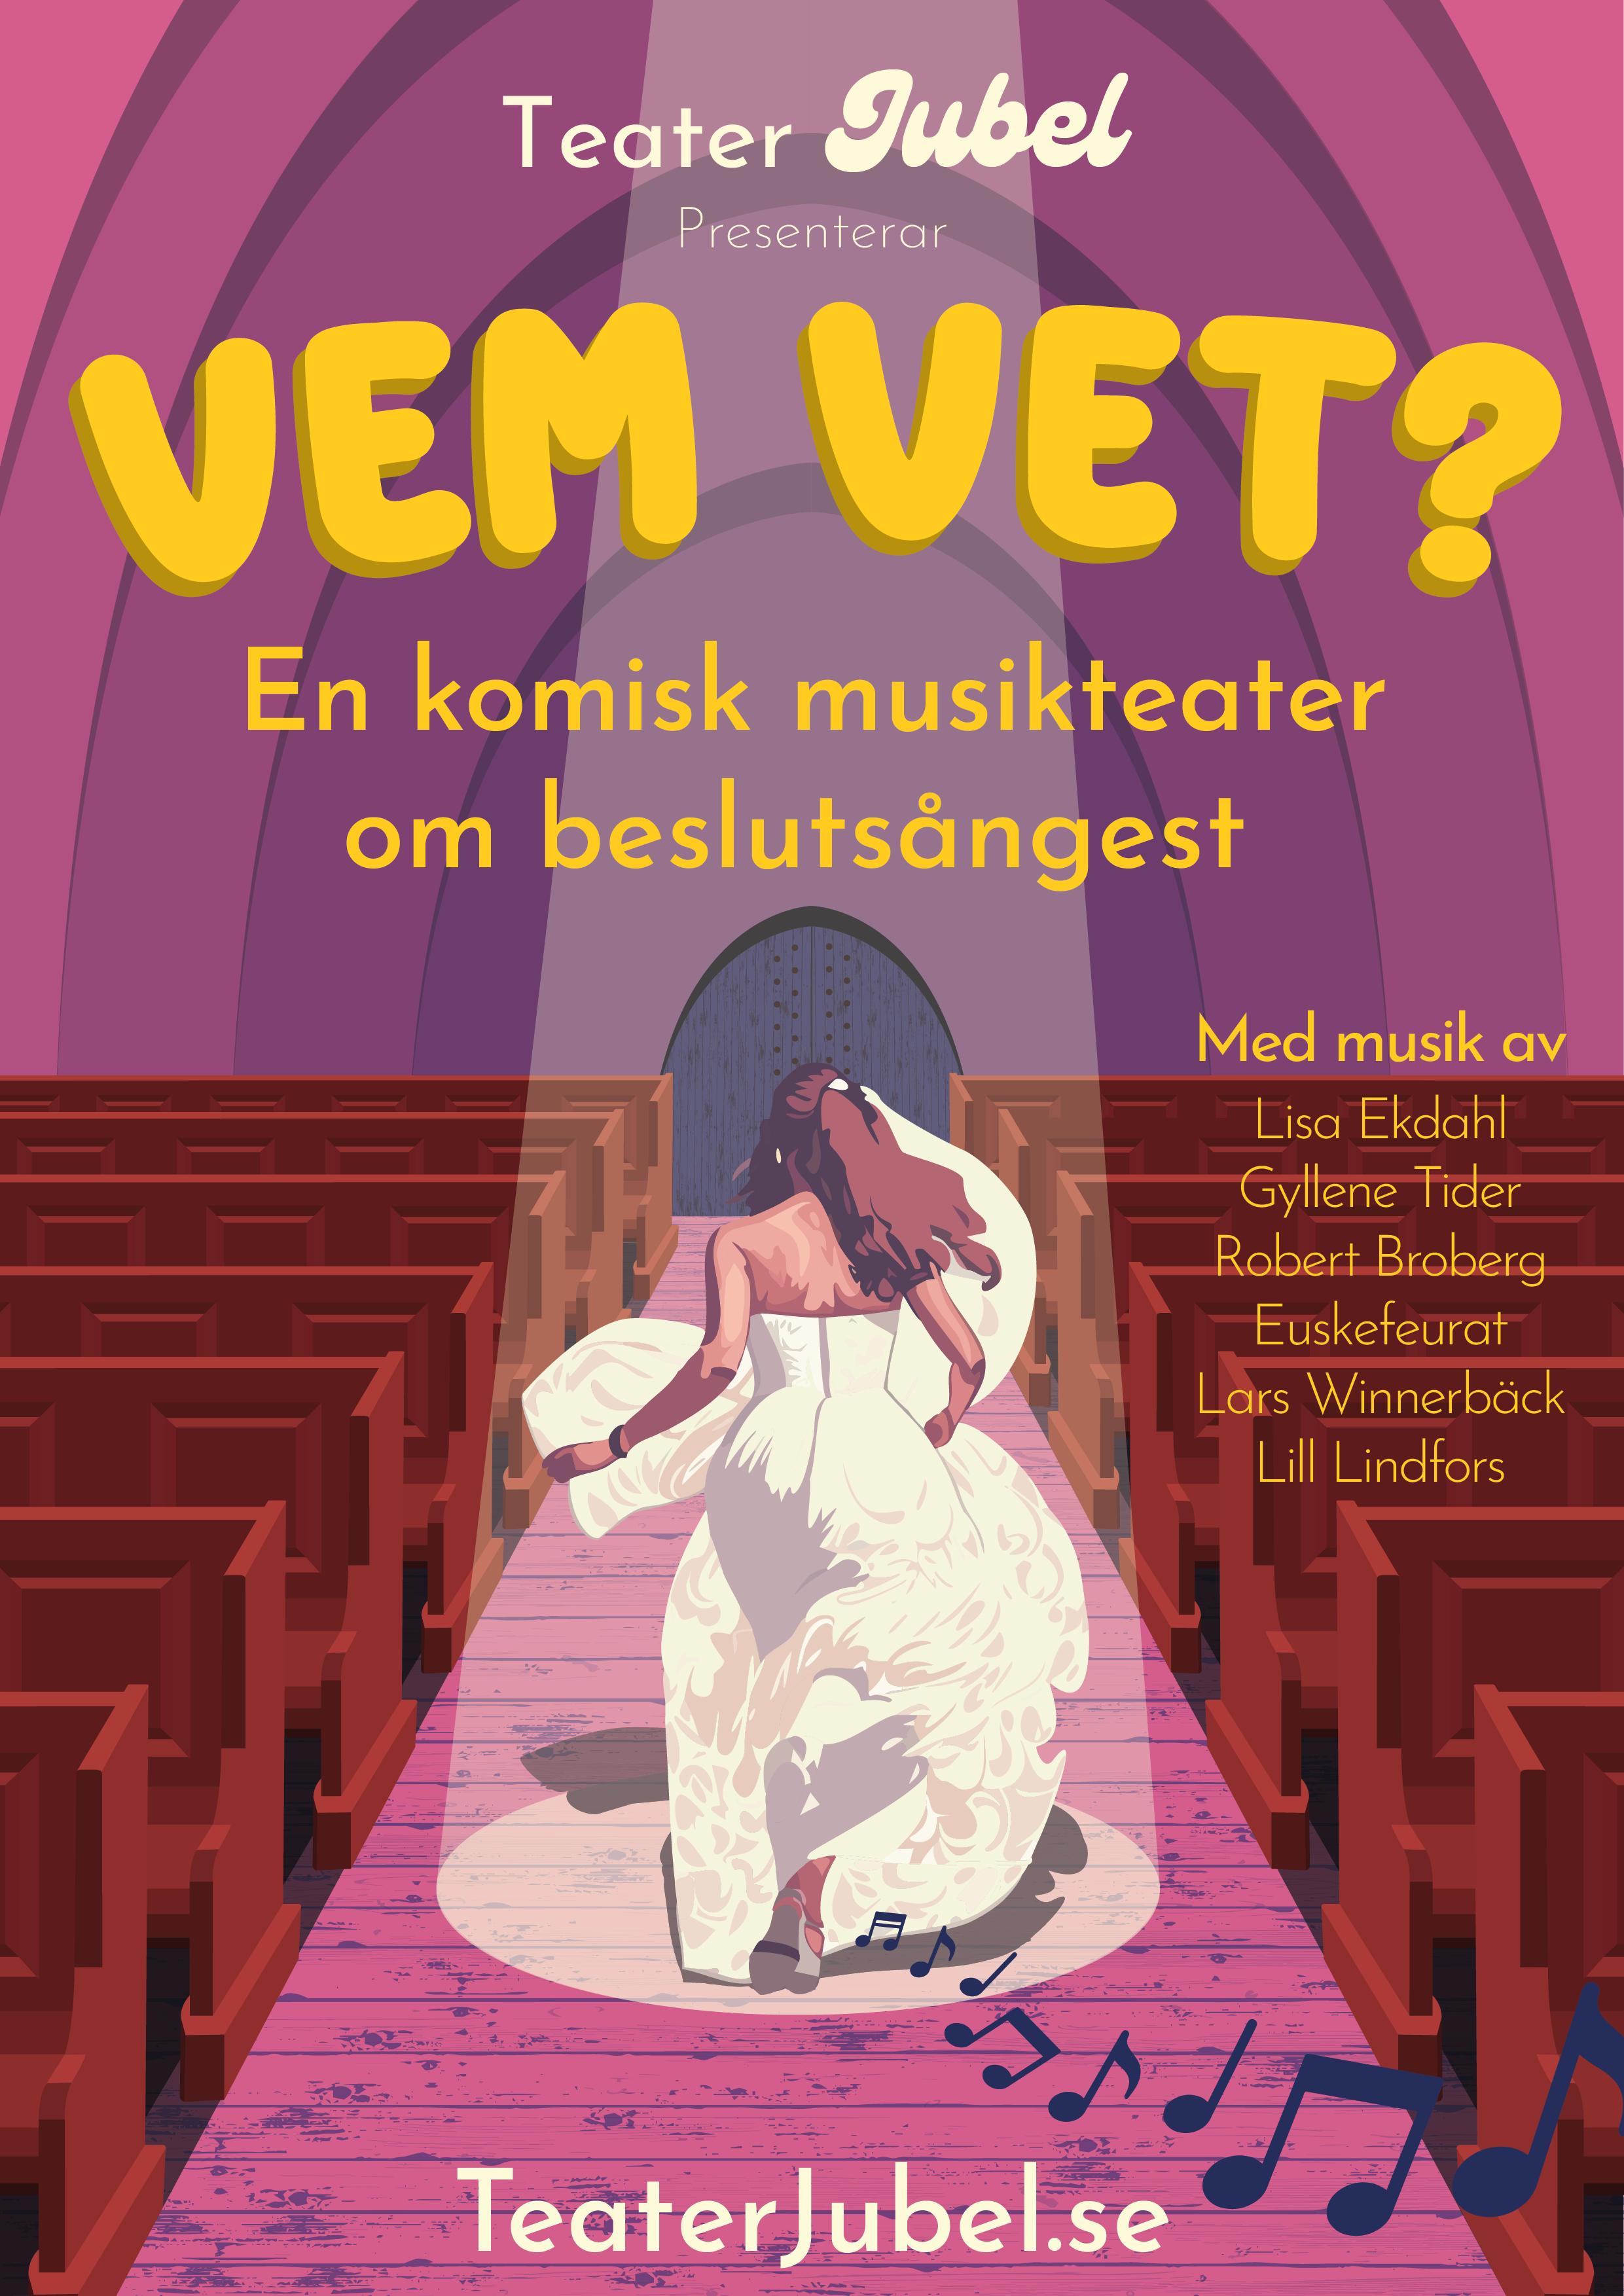 Teater Jubel
Presenterar
VEM VET?
En komisk musikteater
om beslutsångest
Med musik av
Lisa Ekdahl
Gyllene Tider
Robert Broberg
Euskefeurat
Lars Winnerbäck
Lill Lindfors
TeaterJubel.se